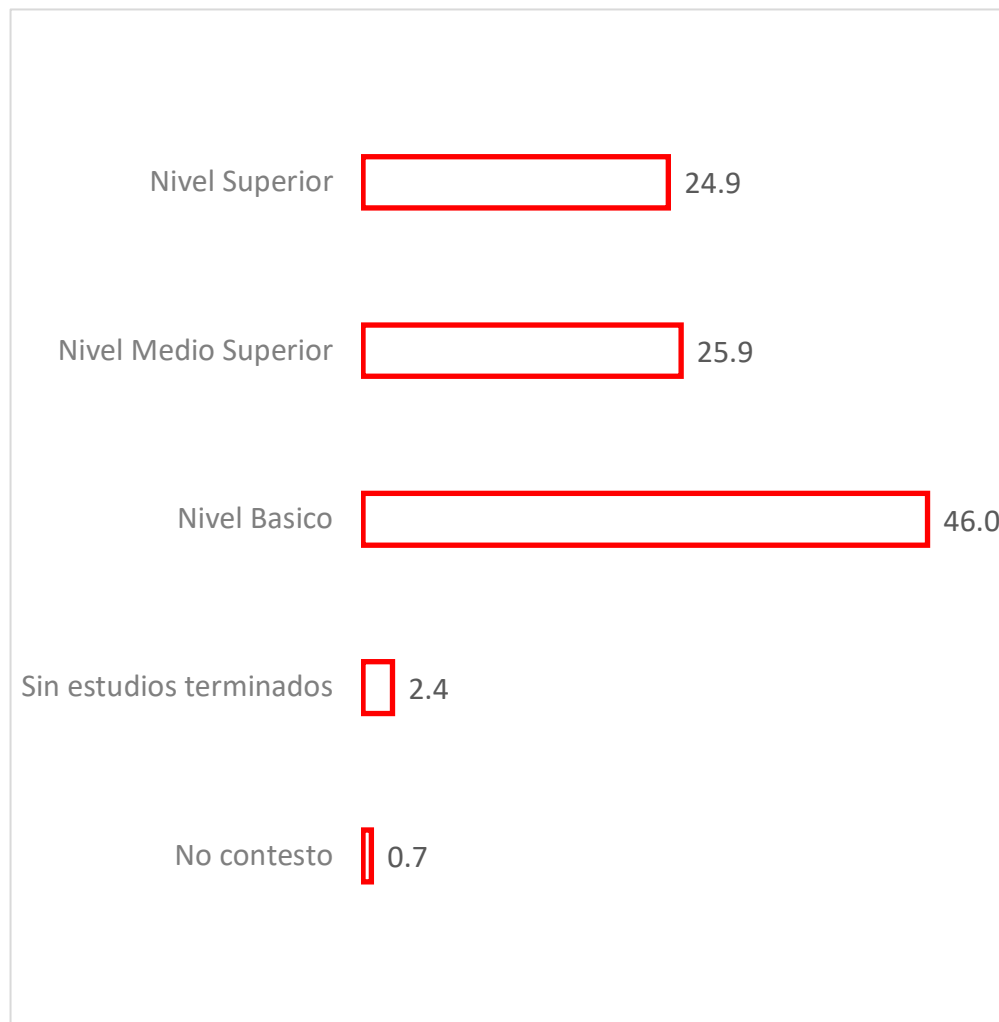 Nivel Superior 24.9
Nivel Medio Superior 25.9
Nivel Basico 46.0
Sin estudios terminados 2.4
No contesto 0.7